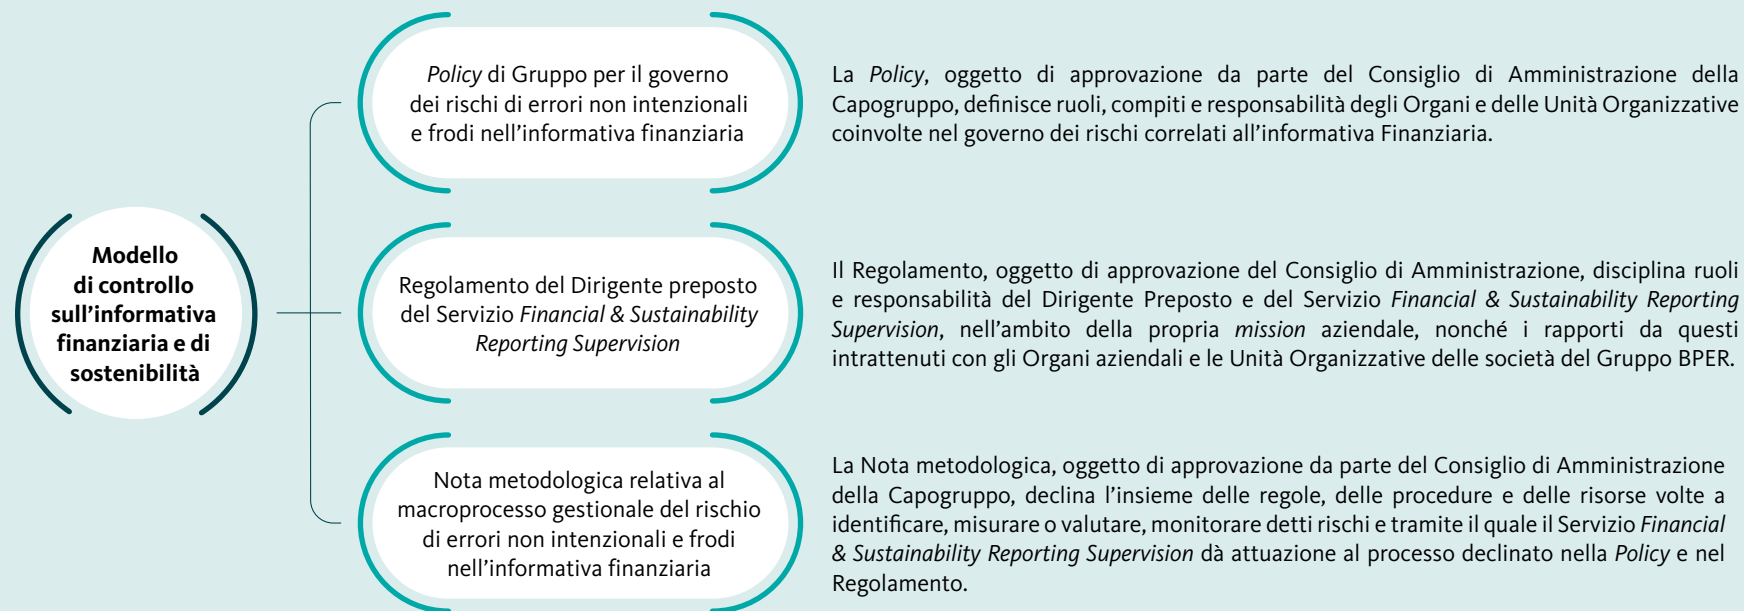 Modello
di controllo
sull'informativa
finanziaria e di
sostenibilità
Policy di Gruppo per il governo
dei rischi di errori non intenzionali
e frodi nell'informativa finanziaria
La Policy, oggetto di approvazione da parte del Consiglio di Amministrazione della
Capogruppo, definisce ruoli, compiti e responsabilità degli Organi e delle Unità Organizzative
coinvolte nel governo dei rischi correlati all'informativa Finanziaria.
Regolamento del Dirigente preposto
del Servizio Financial & Sustainability
Reporting Supervision
Il Regolamento, oggetto di approvazione del Consiglio di Amministrazione, disciplina ruoli
e responsabilità del Dirigente Preposto e del Servizio Financial & Sustainability Reporting
Supervision, nell'ambito della propria mission aziendale, nonché i rapporti da questi
intrattenuti con gli Organi aziendali e le Unità Organizzative delle società del Gruppo BPER.
Nota metodologica relativa al
macroprocesso gestionale del rischio
di errori non intenzionali e frodi
nell'informativa finanziaria
La Nota metodologica, oggetto di approvazione da parte del Consiglio di Amministrazione
della Capogruppo, declina l'insieme delle regole, delle procedure e delle risorse volte a
identificare, misurare o valutare, monitorare detti rischi e tramite il quale il Servizio Financial
& Sustainability Reporting Supervision dà attuazione al processo declinato nella Policy e nel
Regolamento.